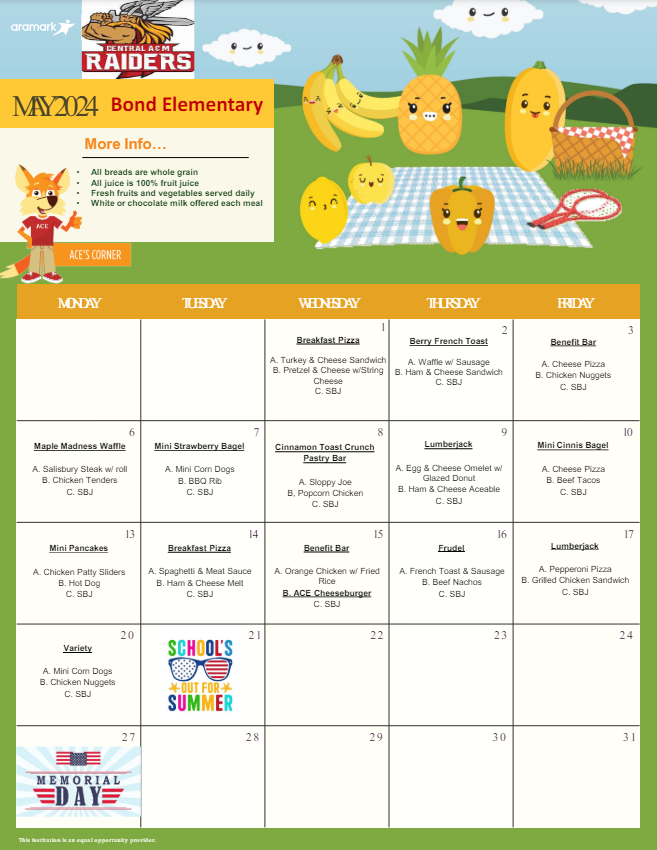 aramark
CENTRAL A&M
RAIDERS
MAY 2024
Bond Elementary
More Info…
• All breads are whole grain
• All juice is 100% fruit juice
• Fresh fruits and vegetables served daily
• White or chocolate milk offered each meal
ACE
ACE'S CORNER
MONDAY
TUESDAY
WEDNESDAY
THURSDAY
FRIDAY
1
Breakfast Pizza
A. Turkey & Cheese Sandwich
B. Pretzel & Cheese w/String
Cheese
C. SBJ
2
Berry French Toast
A. Waffle w/ Sausage
B. Ham & Cheese Sandwich
C. SBJ
3
Benefit Bar
A. Cheese Pizza
B. Chicken Nuggets
C. SBJ
6
Maple Madness Waffle
A. Salisbury Steak w/ roll
B. Chicken Tenders
C. SBJ
7
Mini Strawberry Bagel
A. Mini Corn Dogs
B. BBQ Rib
C. SBJ
8
Cinnamon Toast Crunch
Pastry Bar
A. Sloppy Joe
B, Popcorn Chicken
C. SBJ
9
Lumberjack
A. Egg & Cheese Omelet w/
Glazed Donut
B. Ham & Cheese Aceable
C. SBJ
10
Mini Cinnis Bagel
A. Cheese Pizza
B. Beef Tacos
C. SBJ
13
Mini Pancakes
A. Chicken Patty Sliders
B. Hot Dog
C. SBJ
14
Breakfast Pizza
A. Spaghetti & Meat Sauce
B. Ham & Cheese Melt
C. SBJ
15
Benefit Bar
A. Orange Chicken w/ Fried
Rice
B. ACE Cheeseburger
C. SBJ
16
Frudel
A. French Toast & Sausage
B. Beef Nachos
C. SBJ
17
Lumberjack
A. Pepperoni Pizza
B. Grilled Chicken Sandwich
C. SBJ
20
Variety
A. Mini Corn Dogs
B. Chicken Nuggets
C. SBJ
21
SCHOOL'S
OUT FOR
SUMMER
22
23
24
27
MEMORIAL
DAY
28
29
30
31
This institution is an equal opportunity provider.